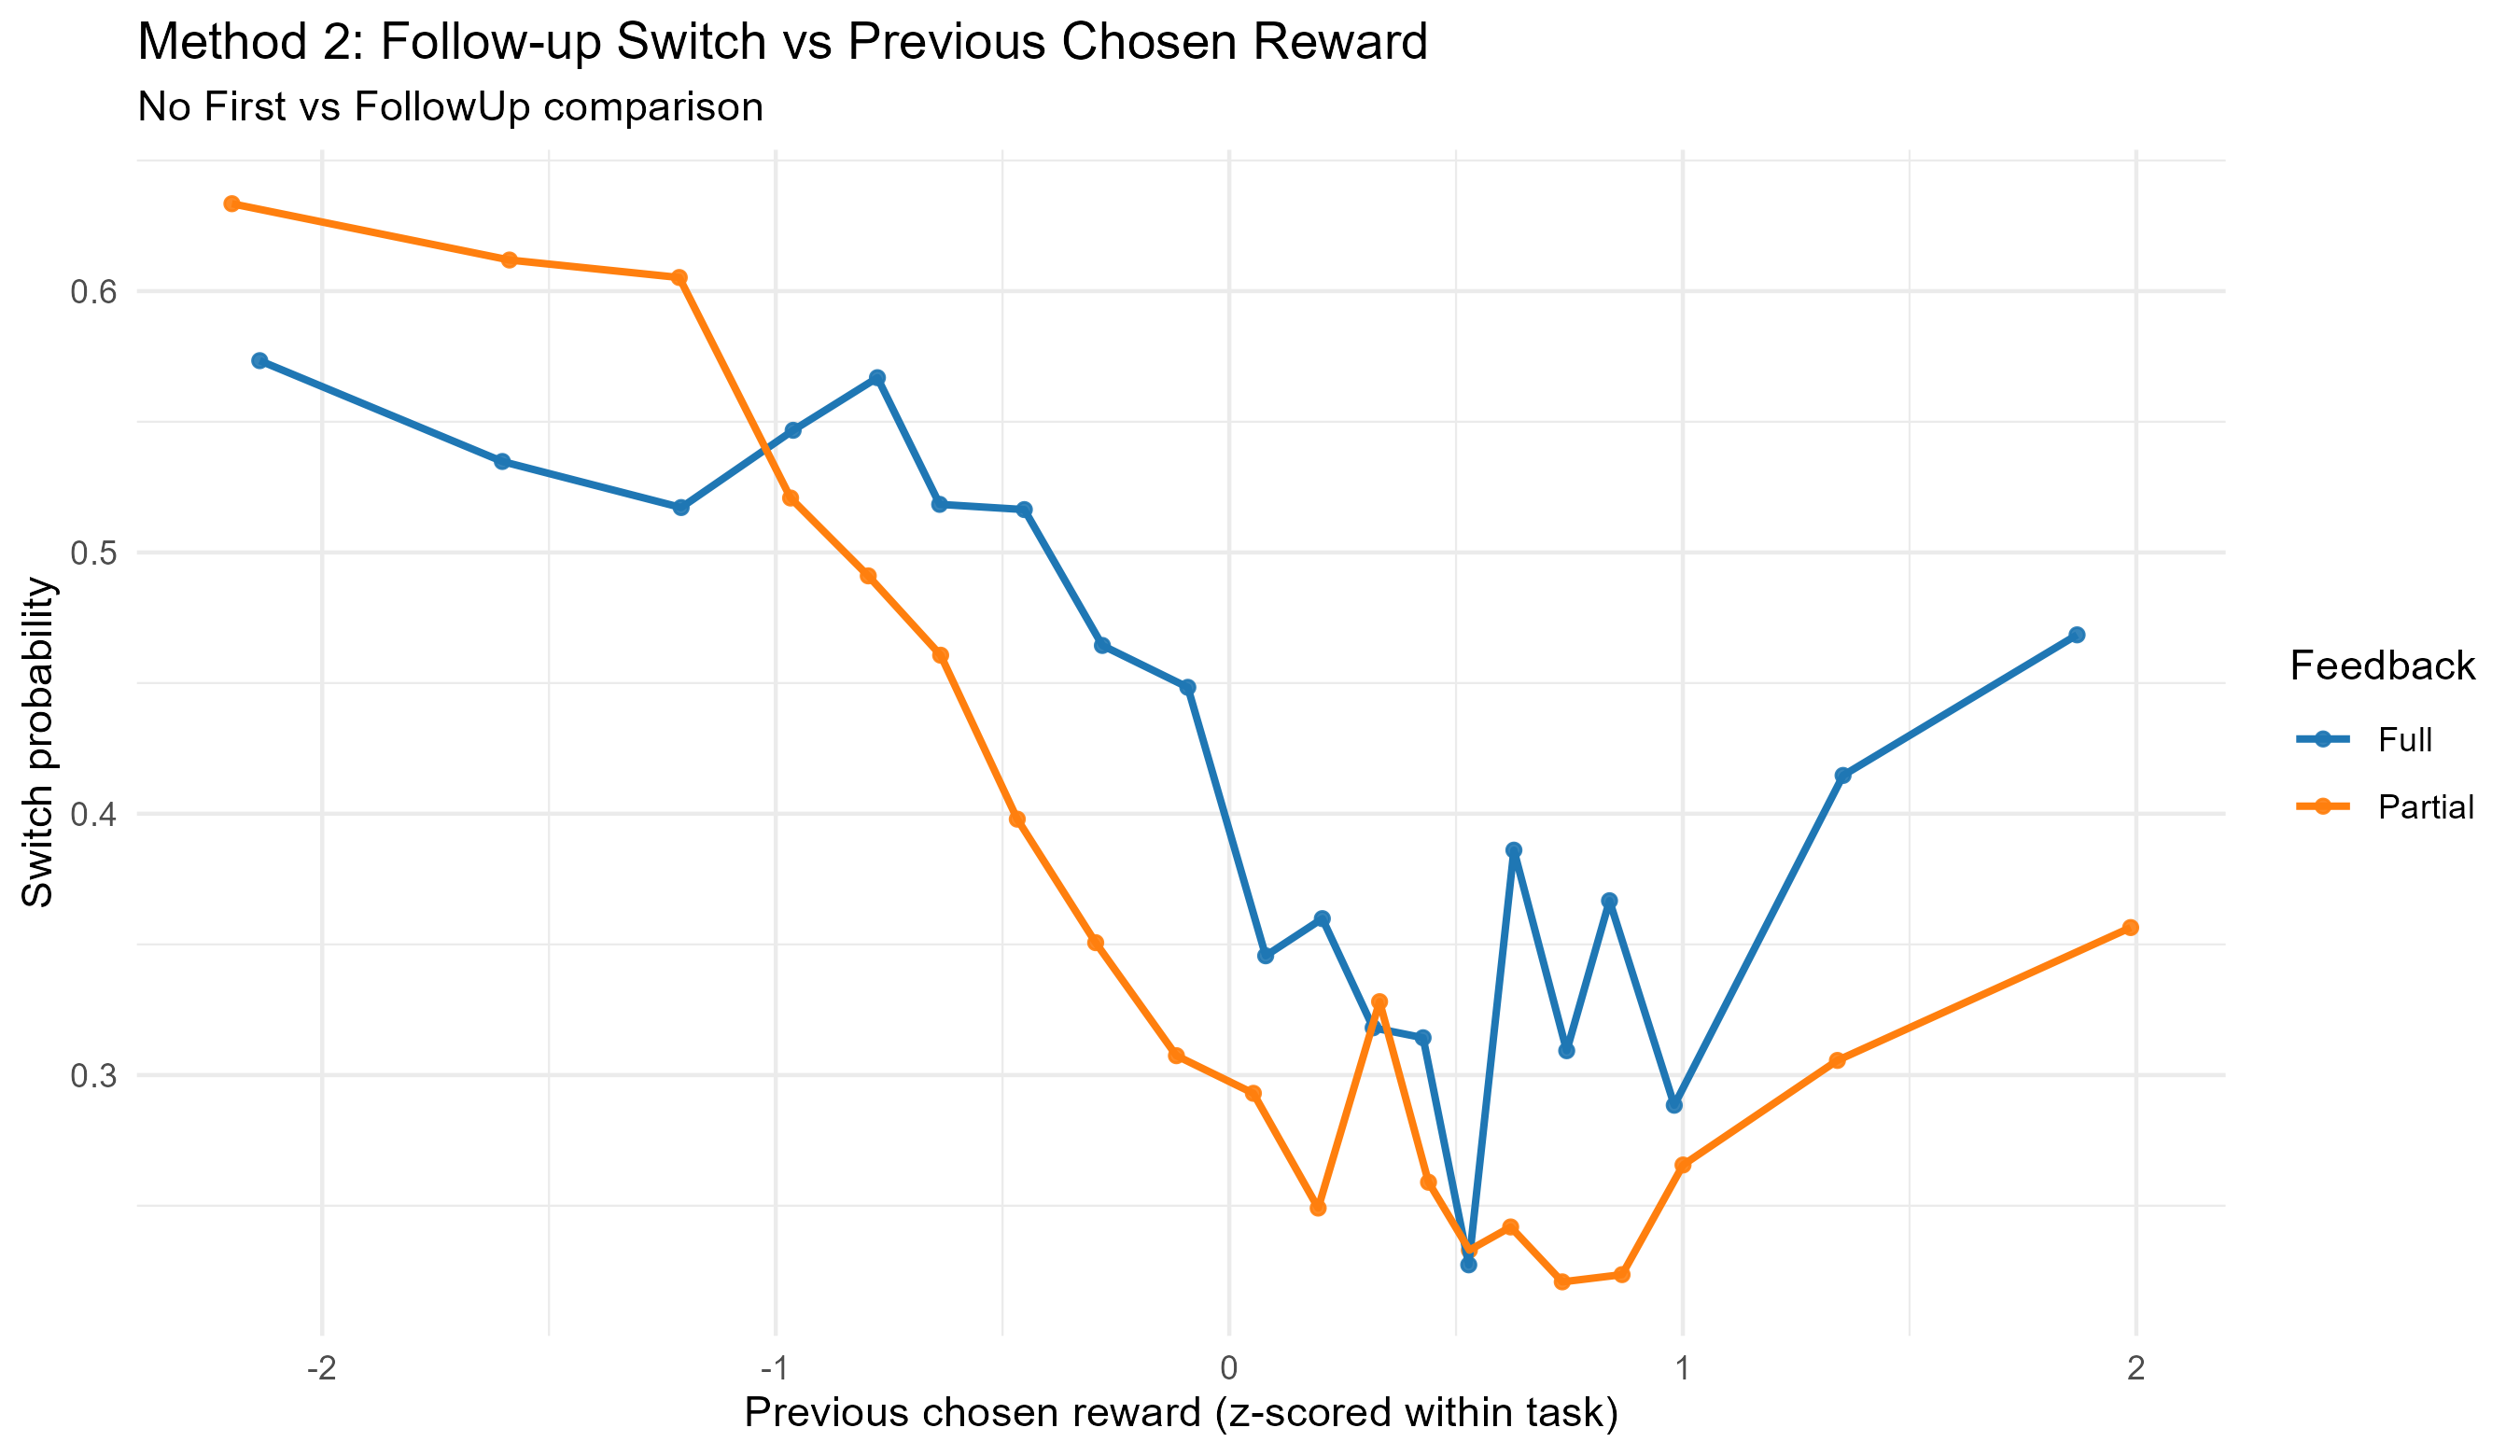 Method 2: Follow-up Switch vs Previous Chosen Reward
No First vs FollowUp comparison
Switch probability
0.6
0.5
0.4
0.3
-2
-1
0
1
2
Previous chosen reward (z-scored within task)
Feedback
Full
Partial